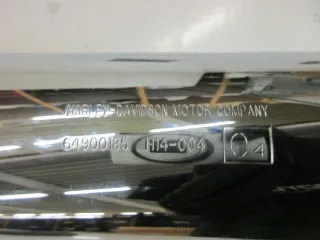 HARLEY-DAVIDSON MOTOR COMPANY
64900186 H14-004 04